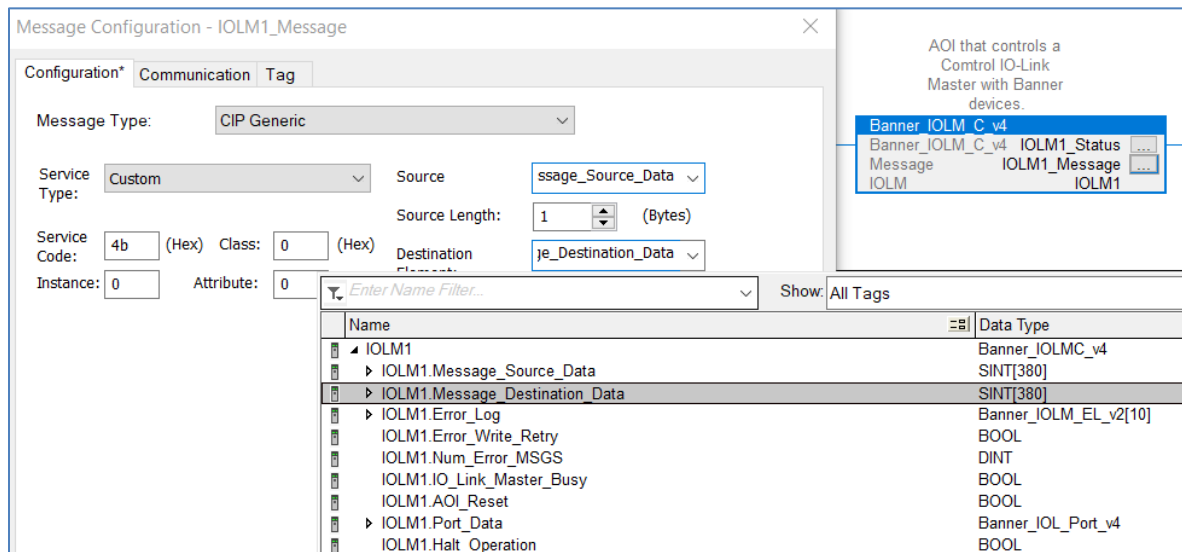 Message Configuration - IOLM1_Message
Configuration* Communication Tag
Message Type: CIP Generic
Service Type: Custom
Source ssage_Source_Data
Source Length: 1 (Bytes)
Service Code: 4b (Hex) Class: 0 (Hex)
Destination ge_Destination_Data
Instance: 0 Attribute: 0
AOI that controls a
Comtrol IO-Link
Master with Banner
devices.
Banner_IOLM_C_v4
Banner_IOLM_C_v4 IOLM1_Status ...
Message IOLM1_Message ...
IOLM IOLM1
Enter Name Filter... Show: All Tags
Name Data Type
IOLM1 Banner_IOLMC_v4
IOLM1.Message_Source_Data SINT[380]
IOLM1.Message_Destination_Data SINT[380]
IOLM1.Error_Log Banner_IOLM_EL_v2[10]
IOLM1.Error_Write_Retry BOOL
IOLM1.Num_Error_MSGS DINT
IOLM1.IO_Link_Master_Busy BOOL
IOLM1.AOI_Reset BOOL
IOLM1.Port_Data Banner_IOL_Port_v4
IOLM1.Halt_Operation BOOL